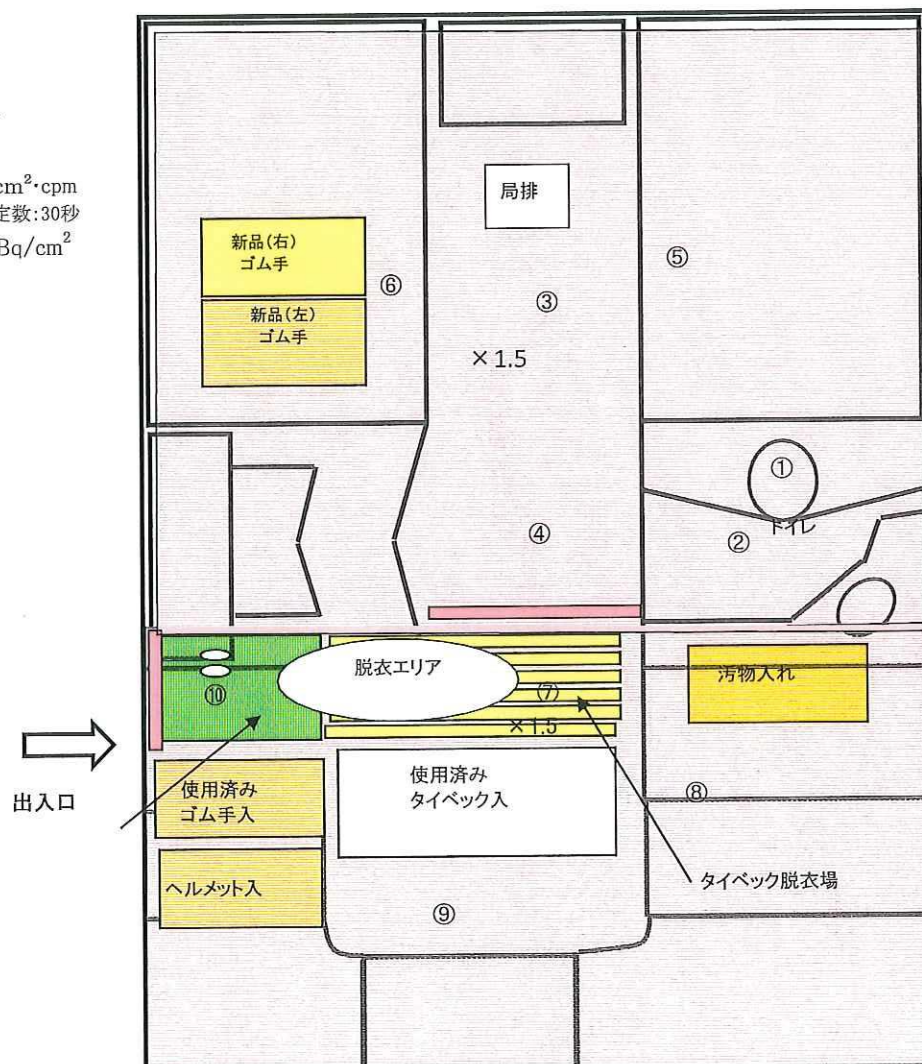 cm²・cpm
定数:30秒
Bq/cm²
局排
新品(右)
ゴム手
新品(左)
ゴム手
⑥
⑤
③
×1.5
①
トイレ
②
④
脱衣エリア
⑦
×1.5
⑩
汚物入れ
出入口
使用済み
ゴム手入
使用済み
タイベック入
⑧
ヘルメット入
タイベック脱衣場
⑨